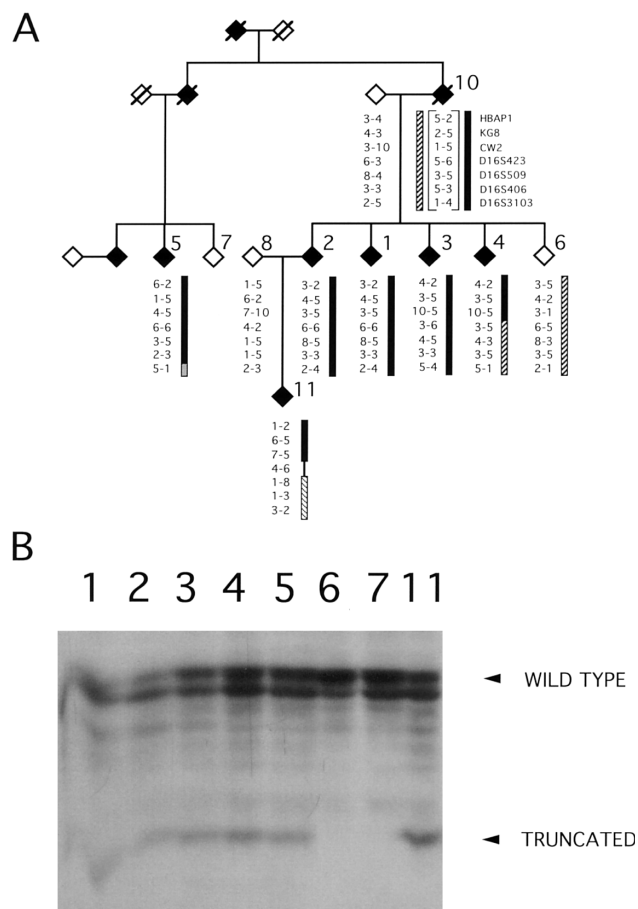 A
10
3-4 5-2 HBAP1
4-3 2-5 KG8
3-10 1-5 CW2
6-3 5-6 D16S423
8-4 3-5 D16S509
3-3 5-3 D16S406
2-5 1-4 D16S3103
5 7 8 2 1 3 4 6
6-2 1-5 3-2 3-2 4-2 4-2 3-5
1-5 6-2 4-5 4-5 3-5 3-5 4-2
4-5 7-10 3-5 3-5 10-5 10-5 3-1
6-6 4-2 6-6 6-6 3-6 3-5 6-5
3-5 1-5 8-5 8-5 4-5 4-3 8-3
2-3 1-5 3-3 3-3 3-3 3-5 3-5
5-1 2-3 2-4 2-4 5-4 5-1 2-1
11
1-2
6-5
7-5
4-6
1-8
1-3
3-2
B
1 2 3 4 5 6 7 11
WILD TYPE
TRUNCATED